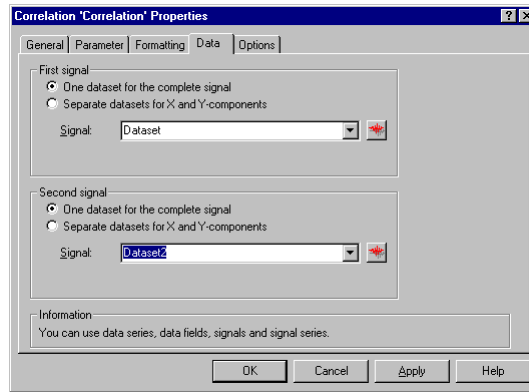 Correlation 'Correlation' Properties
General Parameter Formatting Data Options
First signal
One dataset for the complete signal
Separate datasets for X and Y-components
Signal: Dataset
Second signal
One dataset for the complete signal
Separate datasets for X and Y-components
Signal: Dataset2
Information
You can use data series, data fields, signals and signal series.
OK Cancel Apply Help